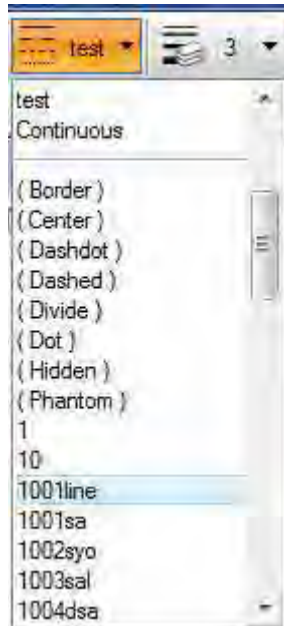 test 3
test
Continuous
( Border )
( Center )
( Dashdot )
( Dashed )
( Divide )
( Dot )
( Hidden )
( Phantom )
1
10
1001line
1001sa
1002syo
1003sal
1004dsa